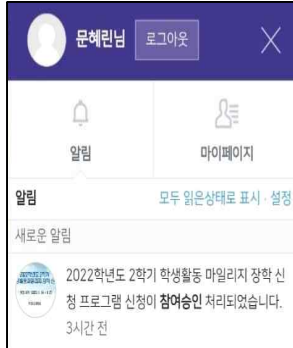 문혜린님 로그아웃
알림 마이페이지
알림 모두 읽은상태로 표시 · 설정
새로운 알림
2022학년도 2학기 학생활동 마일리지 장학 신
청 프로그램 신청이 참여승인 처리되었습니다.
3시간 전